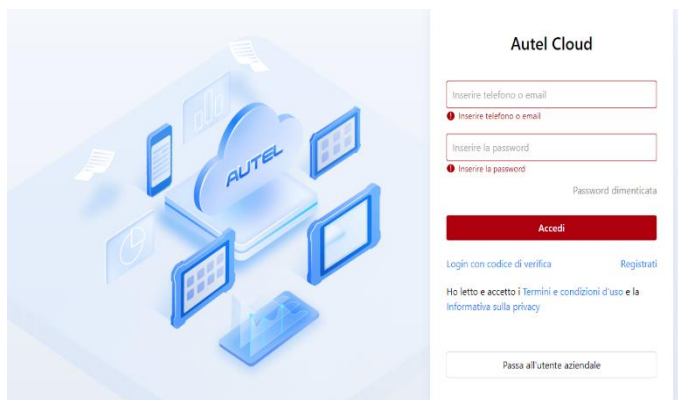 AUTEL
Autel Cloud
Inserire telefono o email
Inserire telefono o email
Inserire la password
Inserire la password
Password dimenticata
Accedi
Login con codice di verifica
Registrati
Ho letto e accetto i Termini e condizioni d'uso e la
Informativa sulla privacy
Passa all'utente aziendale